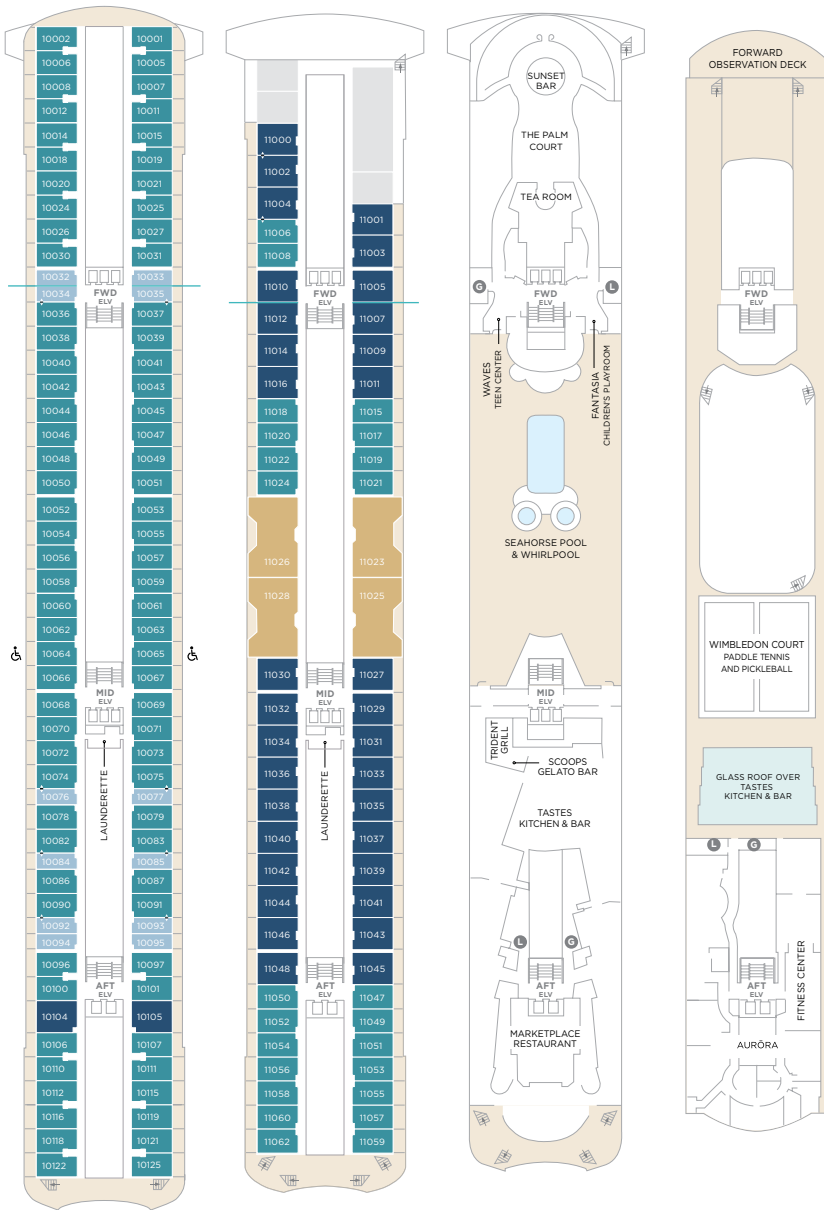 10002
10001
10006
10005
10008
10007
10012
10011
10014
10015
10018
10019
10020
10021
10024
10025
10026
10027
10030
10031
10032
10033
FWD
ELV
10034
10035
10036
10037
10038
10039
10040
10041
10042
10043
10044
10045
10046
10047
10048
10049
10050
10051
10052
10053
10054
10055
10056
10057
10058
10059
10060
10061
10062
10063
10064
10065
10066
10067
MID
ELV
10068
10069
10070
10071
10072
10073
10074
10075
10076
10077
LAUNDERETTE
10078
10079
10082
10083
10084
10085
10086
10087
10090
10091
10092
10093
10094
10095
10096
10097
AFT
ELV
10100
10101
10104
10105
10106
10107
10110
10111
10112
10115
10116
10119
10118
10121
10122
10125
11000
11002
11004
11001
11006
11003
11008
11010
11005
FWD
ELV
11012
11007
11014
11009
11016
11011
11018
11015
11020
11017
11022
11019
11024
11021
11026
11023
11028
11025
11030
11027
MID
ELV
11032
11029
11034
11031
11036
11033
LAUNDERETTE
11038
11035
11040
11037
11042
11039
11044
11041
11046
11043
11048
11045
AFT
ELV
11050
11047
11052
11049
11054
11051
11056
11053
11058
11055
11060
11057
11062
11059
SUNSET
BAR
THE PALM
COURT
TEA ROOM
G
L
FWD
ELV
WAVES
TEEN CENTER
FANTASIA
CHILDREN'S PLAYROOM
SEAHORSE POOL
& WHIRLPOOL
MID
ELV
TRIDENT
GRILL
SCOOPS
GELATO BAR
TASTES
KITCHEN & BAR
L
G
AFT
ELV
MARKETPLACE
RESTAURANT
FORWARD
OBSERVATION DECK
FWD
ELV
WIMBLEDON COURT
PADDLE TENNIS
AND PICKLEBALL
GLASS ROOF OVER
TASTES
KITCHEN & BAR
L
G
FITNESS CENTER
AFT
ELV
AURŌRA